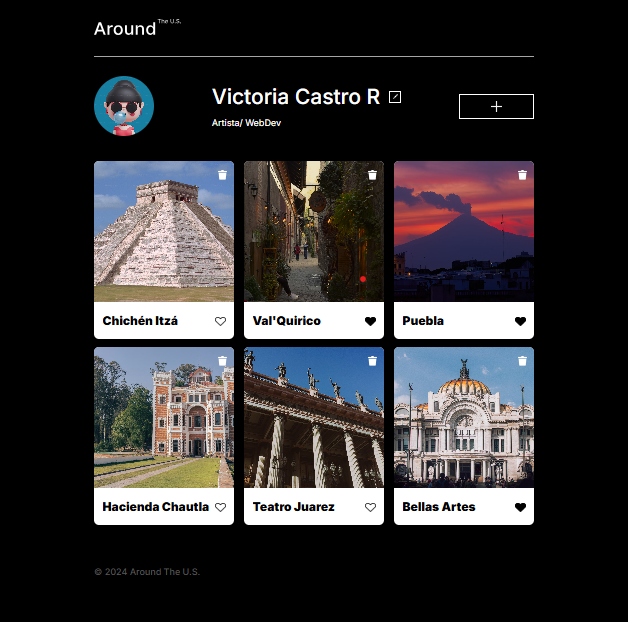 Around The U.S.
Victoria Castro R
Artista/ WebDev
Chichén Itzá
Val'Quirico
Puebla
Hacienda Chautla
Teatro Juarez
Bellas Artes
© 2024 Around The U.S.